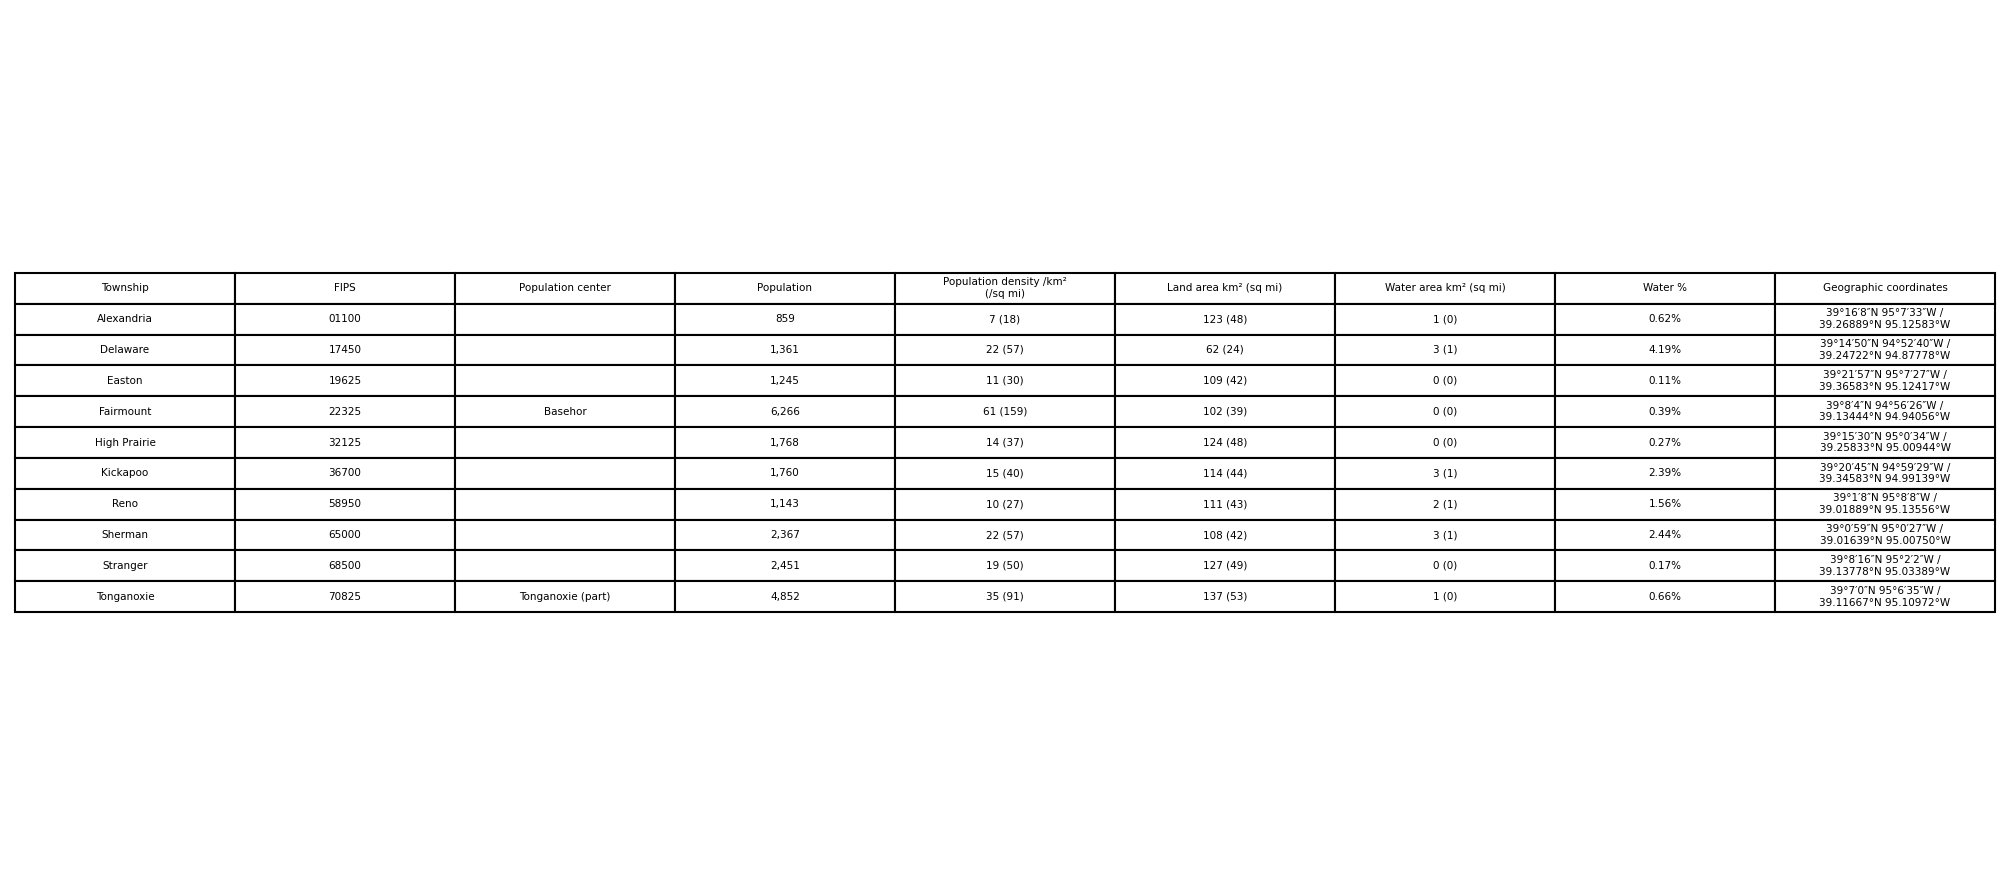 Township FIPS Population center Population Population density /km² (/sq mi) Land area km² (sq mi) Water area km² (sq mi) Water % Geographic coordinates
Alexandria 01100 859 7 (18) 123 (48) 1 (0) 0.62% 39°16′8″N 95°7′33″W / 39.26889°N 95.12583°W
Delaware 17450 1,361 22 (57) 62 (24) 3 (1) 4.19% 39°14′50″N 94°52′40″W / 39.24722°N 94.87778°W
Easton 19625 1,245 11 (30) 109 (42) 0 (0) 0.11% 39°21′57″N 95°7′27″W / 39.36583°N 95.12417°W
Fairmount 22325 Basehor 6,266 61 (159) 102 (39) 0 (0) 0.39% 39°8′4″N 94°56′26″W / 39.13444°N 94.94056°W
High Prairie 32125 1,768 14 (37) 124 (48) 0 (0) 0.27% 39°15′30″N 95°0′34″W / 39.25833°N 95.00944°W
Kickapoo 36700 1,760 15 (40) 114 (44) 3 (1) 2.39% 39°20′45″N 94°59′29″W / 39.34583°N 94.99139°W
Reno 58950 1,143 10 (27) 111 (43) 2 (1) 1.56% 39°1′8″N 95°8′8″W / 39.01889°N 95.13556°W
Sherman 65000 2,367 22 (57) 108 (42) 3 (1) 2.44% 39°0′59″N 95°0′27″W / 39.01639°N 95.00750°W
Stranger 68500 2,451 19 (50) 127 (49) 0 (0) 0.17% 39°8′16″N 95°2′2″W / 39.13778°N 95.03389°W
Tonganoxie 70825 Tonganoxie (part) 4,852 35 (91) 137 (53) 1 (0) 0.66% 39°7′0″N 95°6′35″W / 39.11667°N 95.10972°W